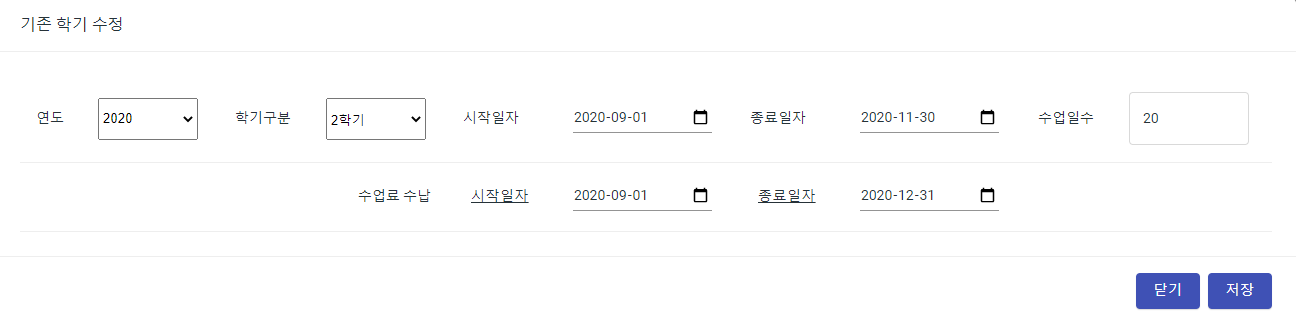 기존 학기 수정
연도 2020 학기구분 2학기 시작일자 2020-09-01 종료일자 2020-11-30 수업일수 20
수업료 수납 시작일자 2020-09-01 종료일자 2020-12-31
닫기 저장